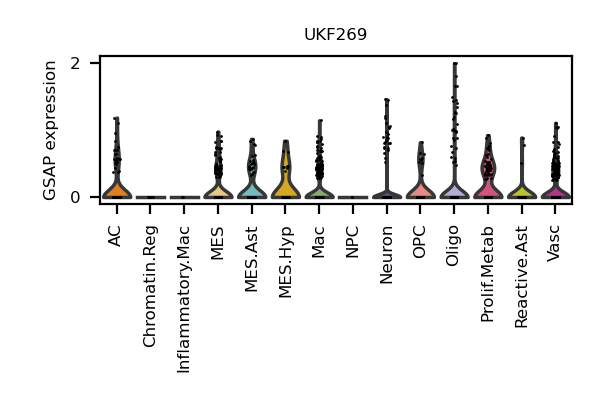 UKF269
GSAP expression
2
0
AC
Chromatin.Reg
Inflammatory.Mac
MES
MES.Ast
MES.Hyp
Mac
NPC
Neuron
OPC
Oligo
Prolif.Metab
Reactive.Ast
Vasc